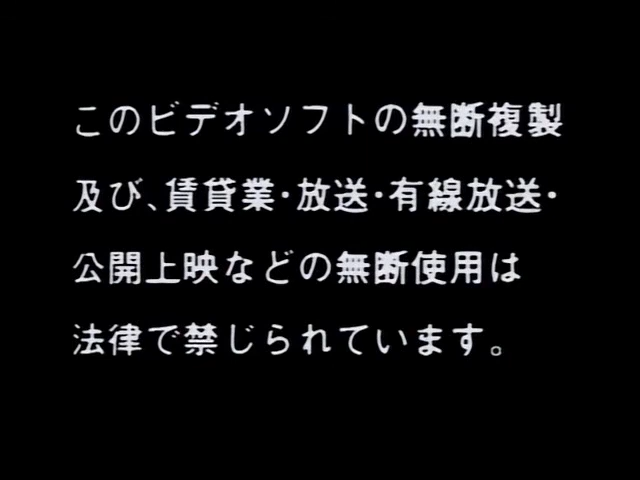 このビデオソフトの無断複製
及び、賃貸業・放送・有線放送・
公開上映などの無断使用は
法律で禁じられています。